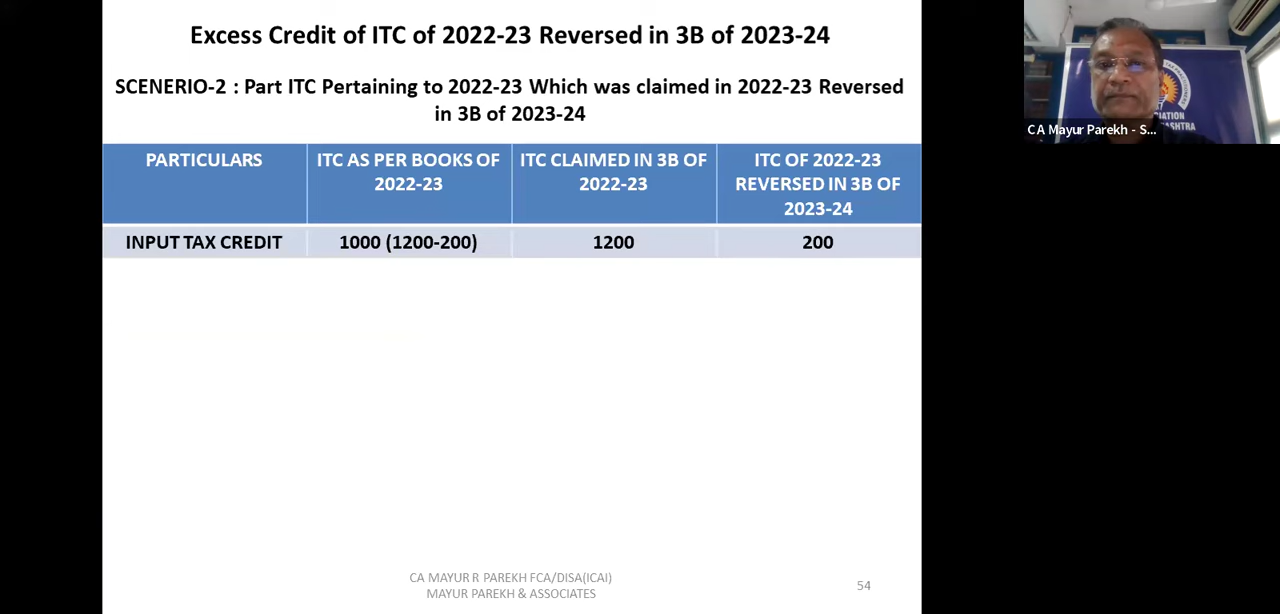 Excess Credit of ITC of 2022-23 Reversed in 3B of 2023-24
SCENERIO-2 : Part ITC Pertaining to 2022-23 Which was claimed in 2022-23 Reversed
in 3B of 2023-24
PARTICULARS
ITC AS PER BOOKS OF
2022-23
ITC CLAIMED IN 3B OF
2022-23
ITC OF 2022-23
REVERSED IN 3B OF
2023-24
INPUT TAX CREDIT
1000 (1200-200)
1200
200
CA MAYUR R PAREKH FCA/DISA(ICAI)
MAYUR PAREKH & ASSOCIATES
54
CA Mayur Parekh - S...